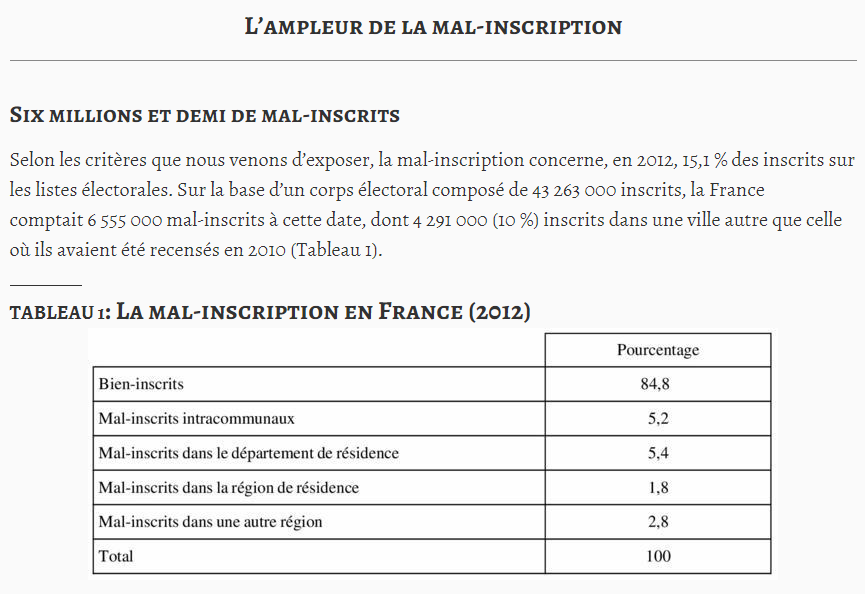 L’ampleur de la mal-inscription
Six millions et demi de mal-inscrits
Selon les critères que nous venons d’exposer, la mal-inscription concerne, en 2012, 15,1 % des inscrits sur
les listes électorales. Sur la base d’un corps électoral composé de 43 263 000 inscrits, la France
comptait 6 555 000 mal-inscrits à cette date, dont 4 291 000 (10 %) inscrits dans une ville autre que celle
où ils avaient été recensés en 2010 (Tableau 1).
TABLEAU 1: La mal-inscription en France (2012)
Pourcentage
Bien-inscrits 84,8
Mal-inscrits intracommunaux 5,2
Mal-inscrits dans le département de résidence 5,4
Mal-inscrits dans la région de résidence 1,8
Mal-inscrits dans une autre région 2,8
Total 100